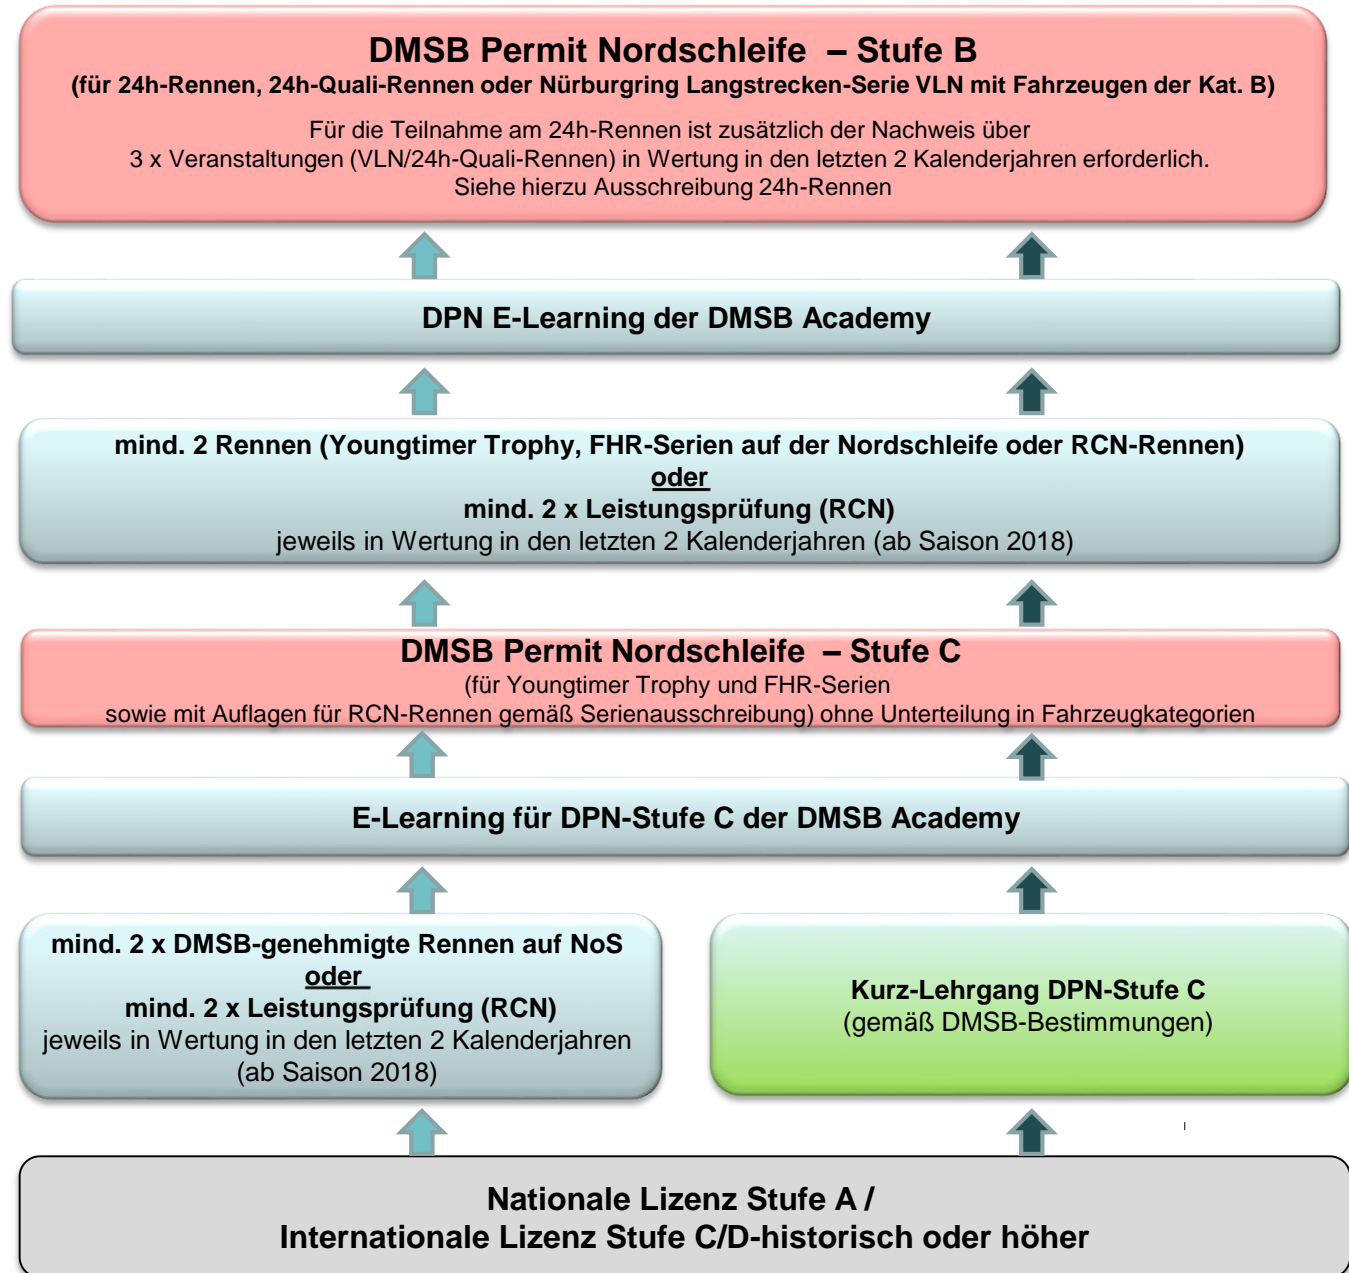 DMSB Permit Nordschleife – Stufe B
(für 24h-Rennen, 24h-Quali-Rennen oder Nürburgring Langstrecken-Serie VLN mit Fahrzeugen der Kat. B)
Für die Teilnahme am 24h-Rennen ist zusätzlich der Nachweis über
3 x Veranstaltungen (VLN/24h-Quali-Rennen) in Wertung in den letzten 2 Kalenderjahren erforderlich.
Siehe hierzu Ausschreibung 24h-Rennen
DPN E-Learning der DMSB Academy
mind. 2 Rennen (Youngtimer Trophy, FHR-Serien auf der Nordschleife oder RCN-Rennen)
oder
mind. 2 x Leistungsprüfung (RCN)
jeweils in Wertung in den letzten 2 Kalenderjahren (ab Saison 2018)
DMSB Permit Nordschleife – Stufe C
(für Youngtimer Trophy und FHR-Serien
sowie mit Auflagen für RCN-Rennen gemäß Serienausschreibung) ohne Unterteilung in Fahrzeugkategorien
E-Learning für DPN-Stufe C der DMSB Academy
mind. 2 x DMSB-genehmigte Rennen auf NoS
oder
mind. 2 x Leistungsprüfung (RCN)
jeweils in Wertung in den letzten 2 Kalenderjahren
(ab Saison 2018)
Kurz-Lehrgang DPN-Stufe C
(gemäß DMSB-Bestimmungen)
Nationale Lizenz Stufe A /
Internationale Lizenz Stufe C/D-historisch oder höher